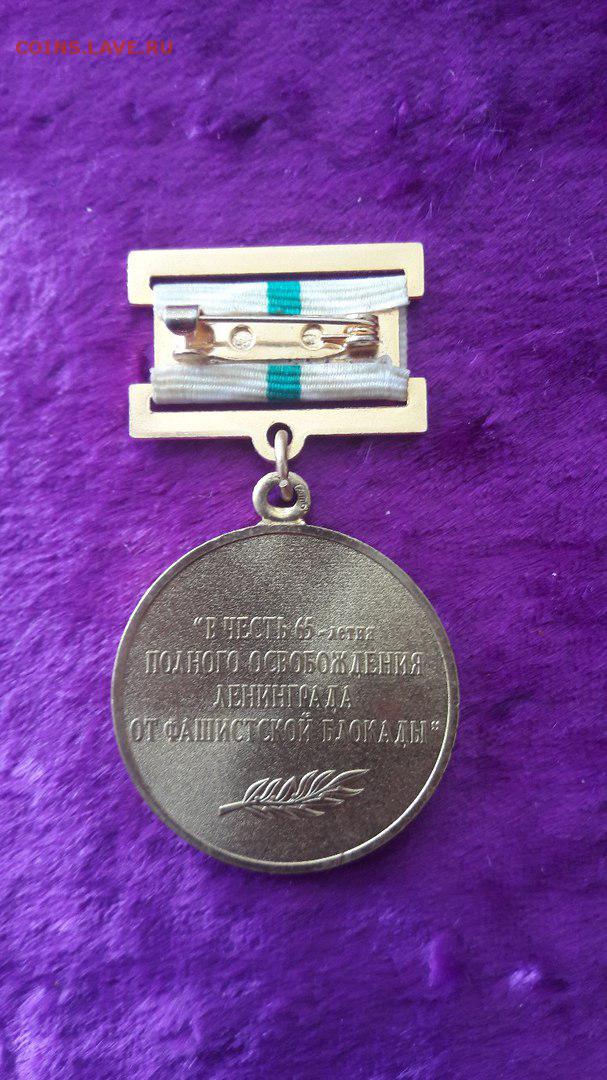 COINS.LAVE.RU
"В ЧЕСТЬ 65-летия
ПОЛНОГО ОСВОБОЖДЕНИЯ
ЛЕНИНГРАДА
ОТ ФАШИСТСКОЙ БЛОКАДЫ"